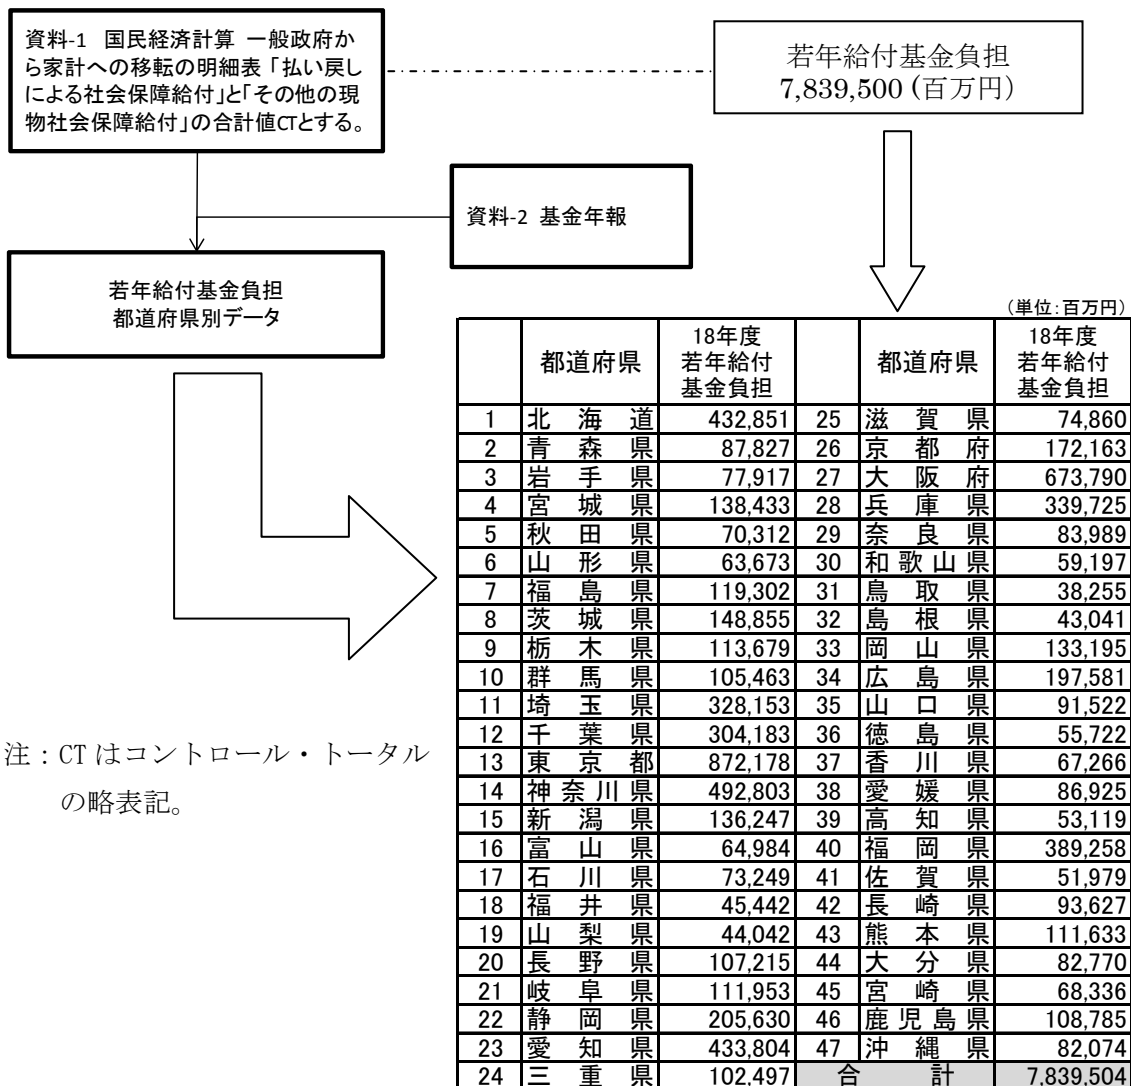 資料-1 国民経済計算 一般政府か
ら家計への移転の明細表「払い戻し
による社会保障給付」と「その他の現
物社会保障給付」の合計値CTとする。
若年給付基金負担
7,839,500 (百万円)
資料-2 基金年報
若年給付基金負担
都道府県別データ
注：CTはコントロール・トータル
の略表記。
(単位：百万円)
都道府県 18年度若年給付基金負担 都道府県 18年度若年給付基金負担
1 北海道 432,851 25 滋賀県 74,860
2 青森県 87,827 26 京都府 172,163
3 岩手県 77,917 27 大阪府 673,790
4 宮城県 138,433 28 兵庫県 339,725
5 秋田県 70,312 29 奈良県 83,989
6 山形県 63,673 30 和歌山県 59,197
7 福島県 119,302 31 鳥取県 38,255
8 茨城県 148,855 32 島根県 43,041
9 栃木県 113,679 33 岡山県 133,195
10 群馬県 105,463 34 広島県 197,581
11 埼玉県 328,153 35 山口県 91,522
12 千葉県 304,183 36 徳島県 55,722
13 東京都 872,178 37 香川県 67,266
14 神奈川県 492,803 38 愛媛県 86,925
15 新潟県 136,247 39 高知県 53,119
16 富山県 64,984 40 福岡県 389,258
17 石川県 73,249 41 佐賀県 51,979
18 福井県 45,442 42 長崎県 93,627
19 山梨県 44,042 43 熊本県 111,633
20 長野県 107,215 44 大分県 82,770
21 岐阜県 111,953 45 宮崎県 68,336
22 静岡県 205,630 46 鹿児島県 108,785
23 愛知県 433,804 47 沖縄県 82,074
24 三重県 102,497 合計 7,839,504